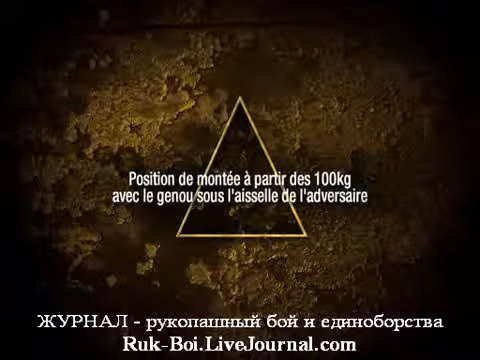 Position de montée à partir des 100kg
avec le genou sous l'aisselle de l'adversaire
ЖУРНАЛ - рукопашный бой и единоборства
Ruk-Boi.LiveJournal.com